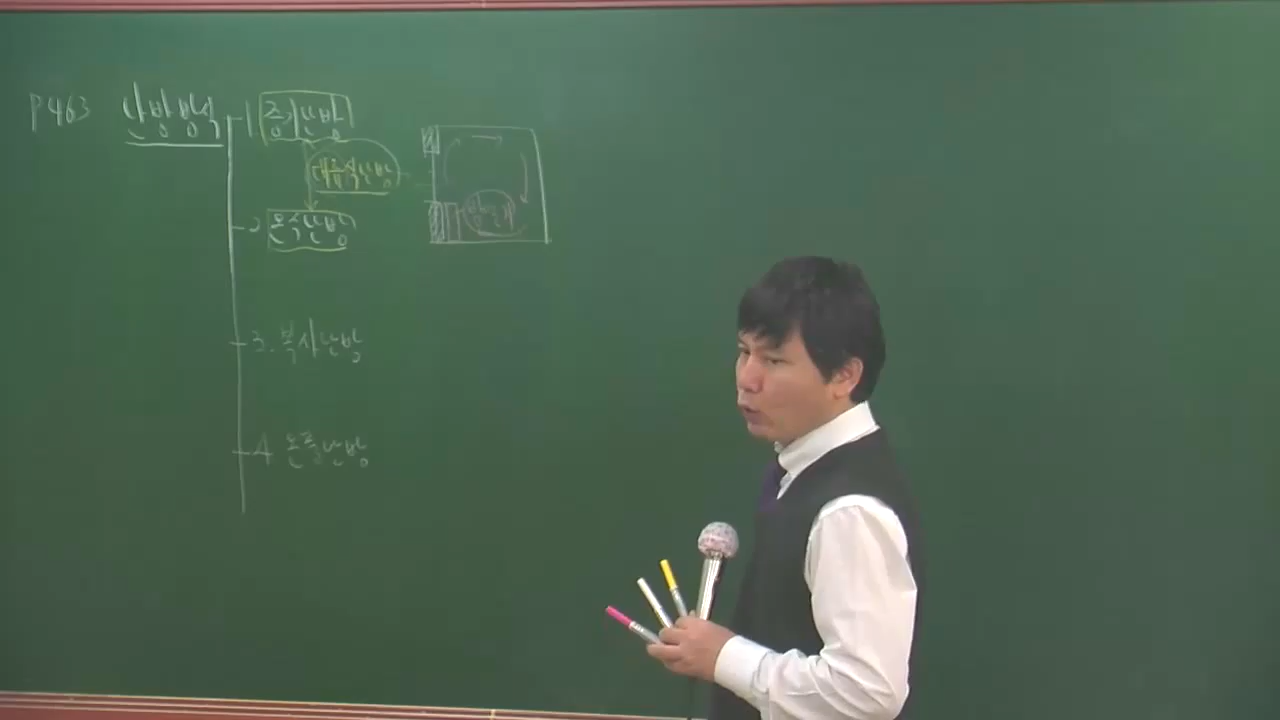 P463 난방방식
1. 증기난방
대류식난방
2. 온수난방
방열기
3. 복사난방
4 온풍난방